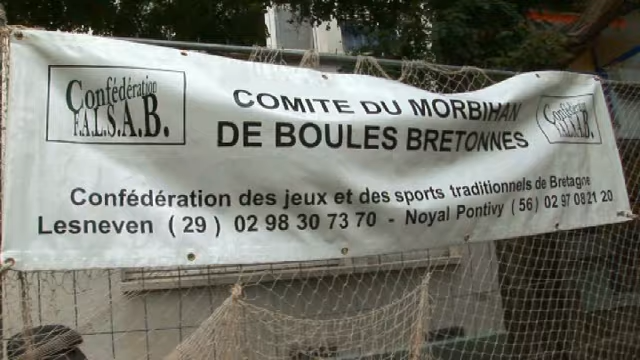 Confédération
F.A.L.S.A.B.
COMITE DU MORBIHAN
DE BOULES BRETONNES
Confédération
F.A.L.S.A.B.
Confédération des jeux et des sports traditionnels de Bretagne
Lesneven ( 29 ) 02 98 30 73 70 - Noyal Pontivy ( 56 ) 02 97 08 21 20